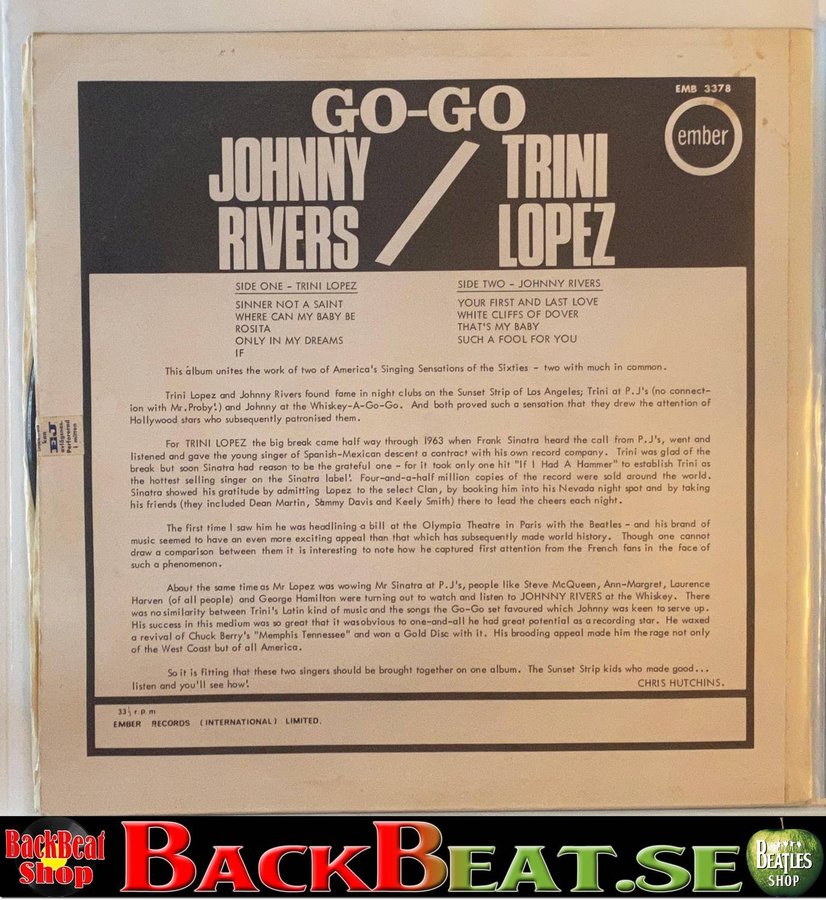 EMB 3378
ember
GO-GO
JOHNNY RIVERS / TRINI LOPEZ
SIDE ONE - TRINI LOPEZ
SINNER NOT A SAINT
WHERE CAN MY BABY BE
ROSITA
ONLY IN MY DREAMS
IF
SIDE TWO - JOHNNY RIVERS
YOUR FIRST AND LAST LOVE
WHITE CLIFFS OF DOVER
THAT'S MY BABY
SUCH A FOOL FOR YOU
This album unites the work of two of America's Singing Sensations of the Sixties - two with much in common.
Trini Lopez and Johnny Rivers found fame in night clubs on the Sunset Strip of Los Angeles; Trini at P.J's (no connect-
ion with Mr.Proby!) and Johnny at the Whiskey-A-Go-Go. And both proved such a sensation that they drew the attention of
Hollywood stars who subsequently patronised them.
For TRINI LOPEZ the big break came half way through 1963 when Frank Sinatra heard the call from P.J's, went and
listened and gave the young singer of Spanish-Mexican descent a contract with his own record company. Trini was glad of the
break but soon Sinatra had reason to be the grateful one - for it took only one hit "If I Had A Hammer" to establish Trini as
the hottest selling singer on the Sinatra label! Four-and-a-half million copies of the record were sold around the world.
Sinatra showed his gratitude by admitting Lopez to the select Clan, by booking him into his Nevada night spot and by taking
his friends (they included Dean Martin, Sammy Davis and Keely Smith) there to lead the cheers each night.
The first time I saw him he was headlining a bill at the Olympia Theatre in Paris with the Beatles - and his brand of
music seemed to have an even more exciting appeal than that which has subsequently made world history. Though one cannot
draw a comparison between them it is interesting to note how he captured first attention from the French fans in the face of
such a phenomenon.
About the same time as Mr Lopez was wowing Mr Sinatra at P.J's, people like Steve McQueen, Ann-Margret, Laurence
Harven (of all people) and George Hamilton were turning out to watch and listen to JOHNNY RIVERS at the Whiskey. There
was no similarity between Trini's Latin kind of music and the songs the Go-Go set favoured which Johnny was keen to serve up.
His success in this medium was so great that it was obvious to one-and-all he had great potential as a recording star. He waxed
a revival of Chuck Berry's "Memphis Tennessee" and won a Gold Disc with it. His brooding appeal made him the rage not only
of the West Coast but of all America.
So it is fitting that these two singers should be brought together on one album. The Sunset Strip kids who made good...
listen and you'll see how!
CHRIS HUTCHINS.
33⅓ r.p.m
EMBER RECORDS (INTERNATIONAL) LIMITED.
EJ
BackBeat
Shop
BACKBEAT.SE
BEATLES
SHOP